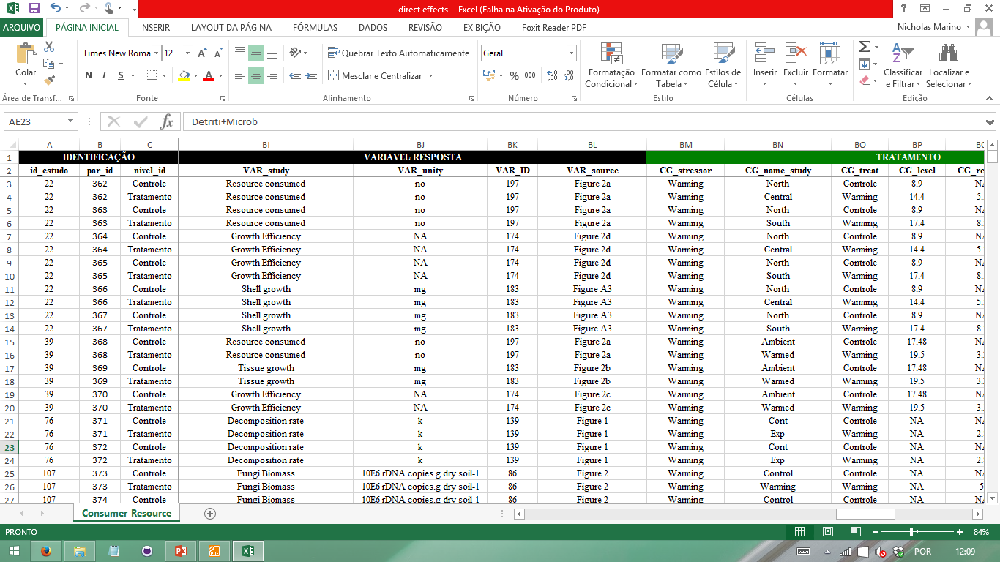 direct effects - Excel (Falha na Ativação do Produto)
ARQUIVO PÁGINA INICIAL INSERIR LAYOUT DA PÁGINA FÓRMULAS DADOS REVISÃO EXIBIÇÃO Foxit Reader PDF Nicholas Marino
Colar Times New Roma 12 Quebrar Texto Automaticamente Geral
N I S Mesclar e Centralizar % 000 Formatação Condicional Formatar como Tabela Estilos de Célula Inserir Excluir Formatar Classificar e Filtrar Localizar e Selecionar
Área de Transf... Fonte Alinhamento Número Estilo Células Edição
AE23 fx Detriti+Microb
A B C BI BJ BK BL BM BN BO BP
1 IDENTIFICAÇÃO VARIAVEL RESPOSTA TRATAMENTO
2 id_estudo par_id nivel_id VAR_study VAR_unity VAR_ID VAR_source CG_stressor CG_name_study CG_treat CG_level CG_re
3 22 362 Controle Resource consumed no 197 Figure 2a Warming North Controle 8.9 NA
4 22 362 Tratamento Resource consumed no 197 Figure 2a Warming Central Warming 14.4 5.
5 22 363 Controle Resource consumed no 197 Figure 2a Warming North Controle 8.9 NA
6 22 363 Tratamento Resource consumed no 197 Figure 2a Warming South Warming 17.4 8.
7 22 364 Controle Growth Efficiency NA 174 Figure 2d Warming North Controle 8.9 NA
8 22 364 Tratamento Growth Efficiency NA 174 Figure 2d Warming Central Warming 14.4 5.
9 22 365 Controle Growth Efficiency NA 174 Figure 2d Warming North Controle 8.9 NA
10 22 365 Tratamento Growth Efficiency NA 174 Figure 2d Warming South Warming 17.4 8.
11 22 366 Controle Shell growth mg 183 Figure A3 Warming North Controle 8.9 NA
12 22 366 Tratamento Shell growth mg 183 Figure A3 Warming Central Warming 14.4 5.
13 22 367 Controle Shell growth mg 183 Figure A3 Warming North Controle 8.9 NA
14 22 367 Tratamento Shell growth mg 183 Figure A3 Warming South Warming 17.4 8.
15 39 368 Controle Resource consumed no 197 Figure 2a Warming Ambient Controle 17.48 NA
16 39 368 Tratamento Resource consumed no 197 Figure 2a Warming Warmed Warming 19.5 3.
17 39 369 Controle Tissue growth mg 183 Figure 2b Warming Ambient Controle 17.48 NA
18 39 369 Tratamento Tissue growth mg 183 Figure 2b Warming Warmed Warming 19.5 3.
19 39 370 Controle Growth Efficiency NA 174 Figure 2c Warming Ambient Controle 17.48 NA
20 39 370 Tratamento Growth Efficiency NA 174 Figure 2c Warming Warmed Warming 19.5 3.
21 76 371 Controle Decomposition rate k 139 Figure 1 Warming Cont Controle NA NA
22 76 371 Tratamento Decomposition rate k 139 Figure 1 Warming Exp Warming NA 2.
23 76 372 Controle Decomposition rate k 139 Figure 1 Warming Cont Controle NA NA
24 76 372 Tratamento Decomposition rate k 139 Figure 1 Warming Exp Warming NA 2.
25 107 373 Controle Fungi Biomass 10E6 rDNA copies.g dry soil-1 86 Figure 2 Warming Control Controle NA NA
26 107 373 Tratamento Fungi Biomass 10E6 rDNA copies.g dry soil-1 86 Figure 2 Warming Warming Warming NA 5
27 107 374 Controle Fungi Biomass 10E6 rDNA copies.g dry soil-1 86 Figure 2 Warming Control Controle NA NA
Consumer-Resource
PRONTO 84%
POR 12:09